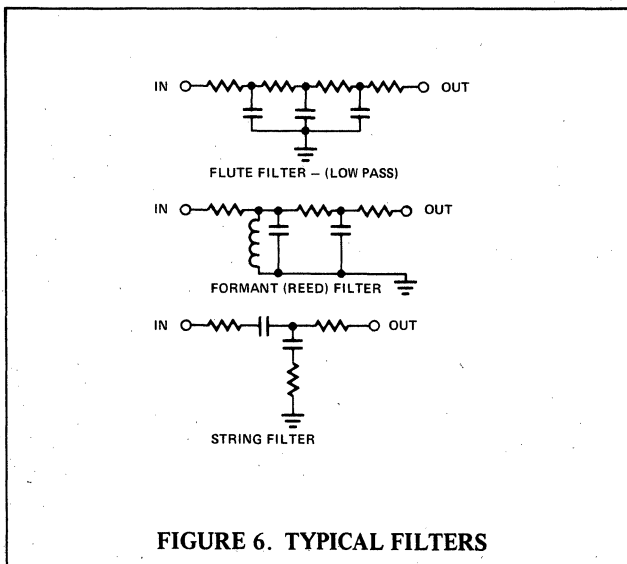 IN OUT
FLUTE FILTER – (LOW PASS)
IN OUT
FORMANT (REED) FILTER
IN OUT
STRING FILTER
FIGURE 6. TYPICAL FILTERS